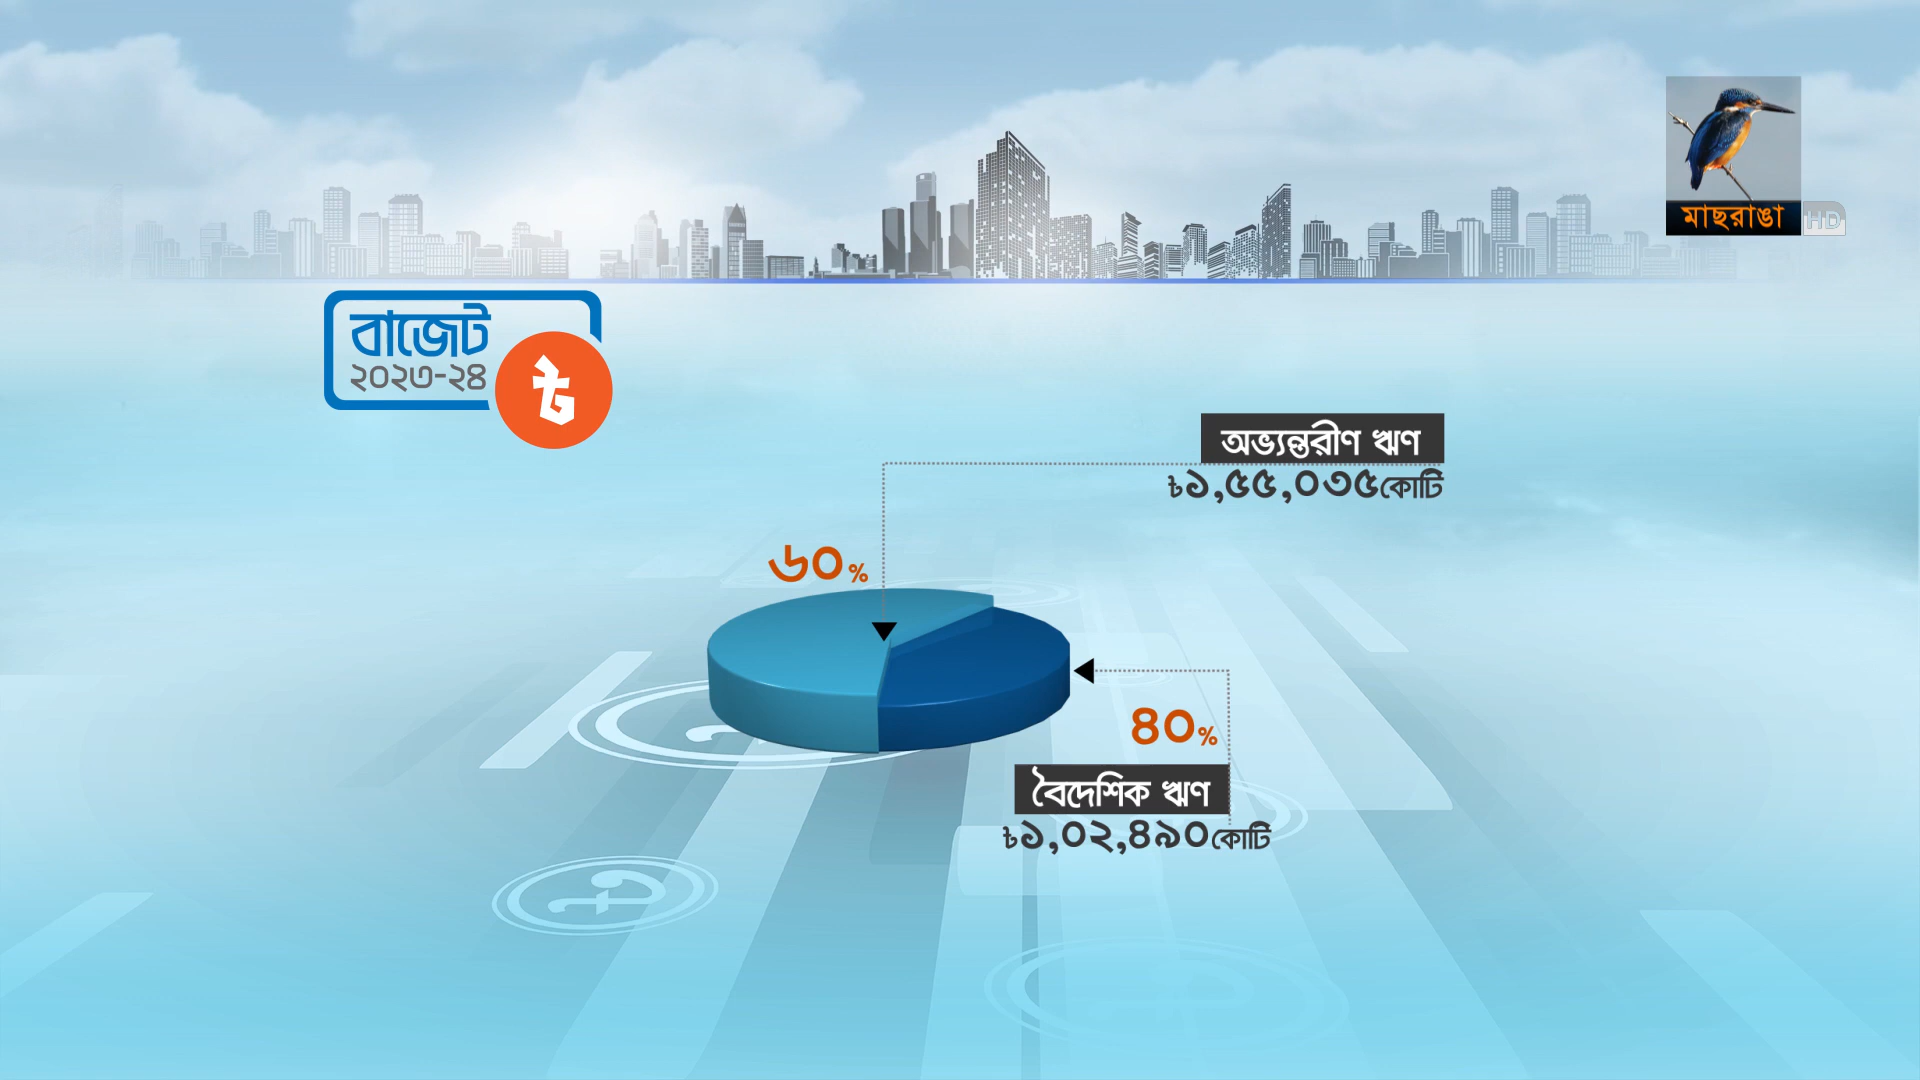 মাছরাঙা HD
বাজেট
২০২৩-২৪
৳
অভ্যন্তরীণ ঋণ
৳১,৫৫,০৩৫কোটি
৬০%
৪০%
বৈদেশিক ঋণ
৳১,০২,৪৯০কোটি